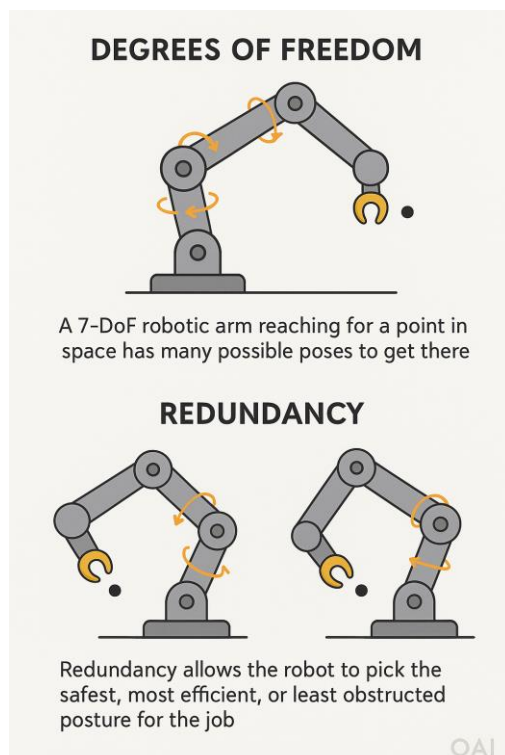 DEGREES OF FREEDOM
A 7-DoF robotic arm reaching for a point in
space has many possible poses to get there
REDUNDANCY
Redundancy allows the robot to pick the
safest, most efficient, or least obstructed
posture for the job
OAI